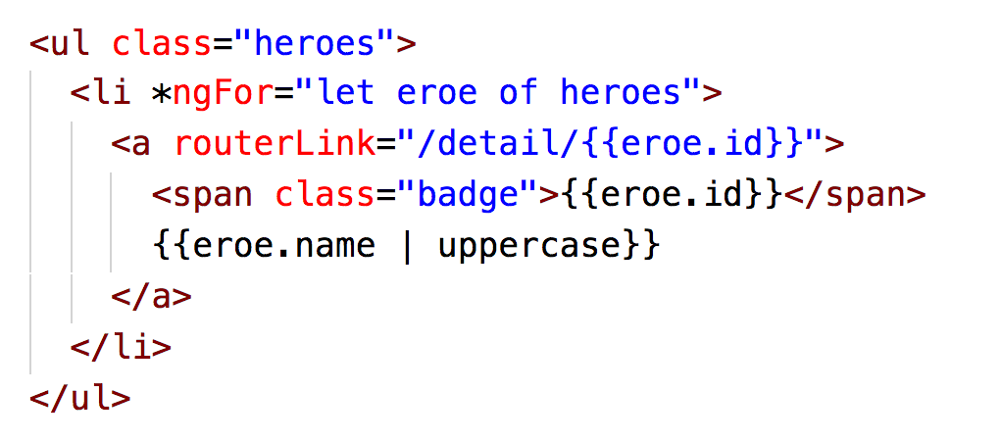 <ul class="heroes">
<li *ngFor="let eroe of heroes">
<a routerLink="/detail/{{eroe.id}}">
<span class="badge">{{eroe.id}}</span>
{{eroe.name | uppercase}}
</a>
</li>
</ul>